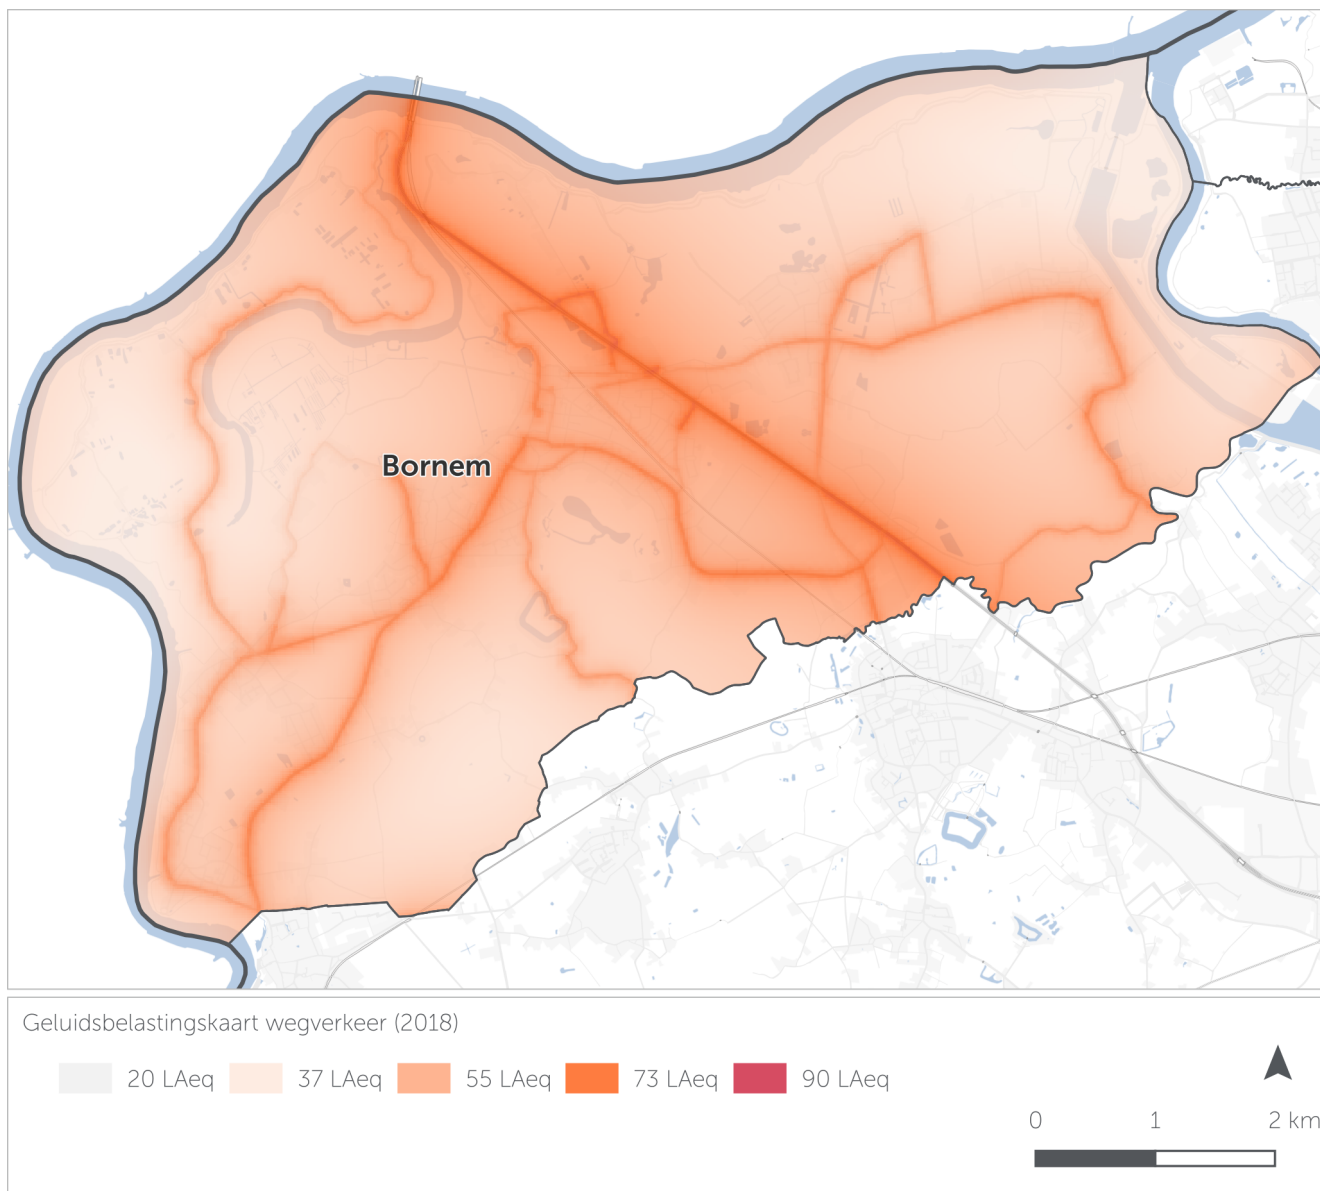 Bornem
Geluidsbelastingskaart wegverkeer (2018)
20 LAeq 37 LAeq 55 LAeq 73 LAeq 90 LAeq
0 1 2 km